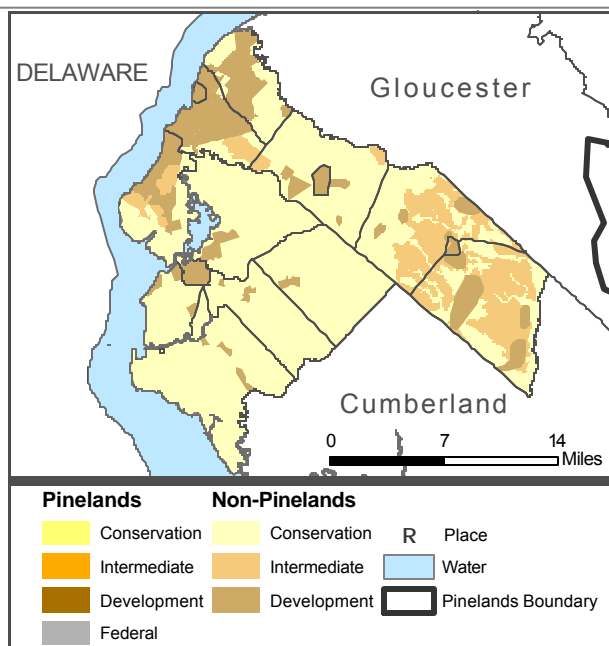 DELAWARE
Gloucester
Cumberland
0 7 14
Miles
Pinelands Non-Pinelands
Conservation Conservation R Place
Intermediate Intermediate Water
Development Development Pinelands Boundary
Federal